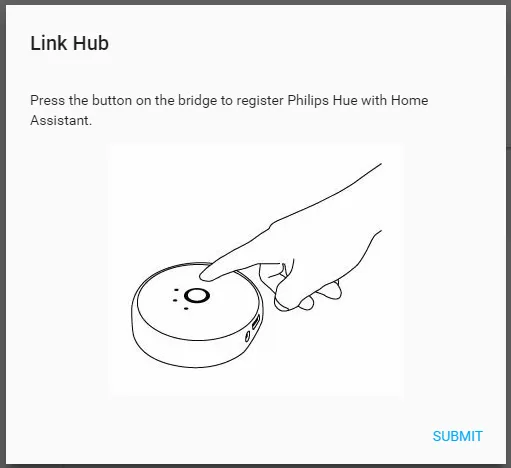 Link Hub
Press the button on the bridge to register Philips Hue with Home
Assistant.
SUBMIT